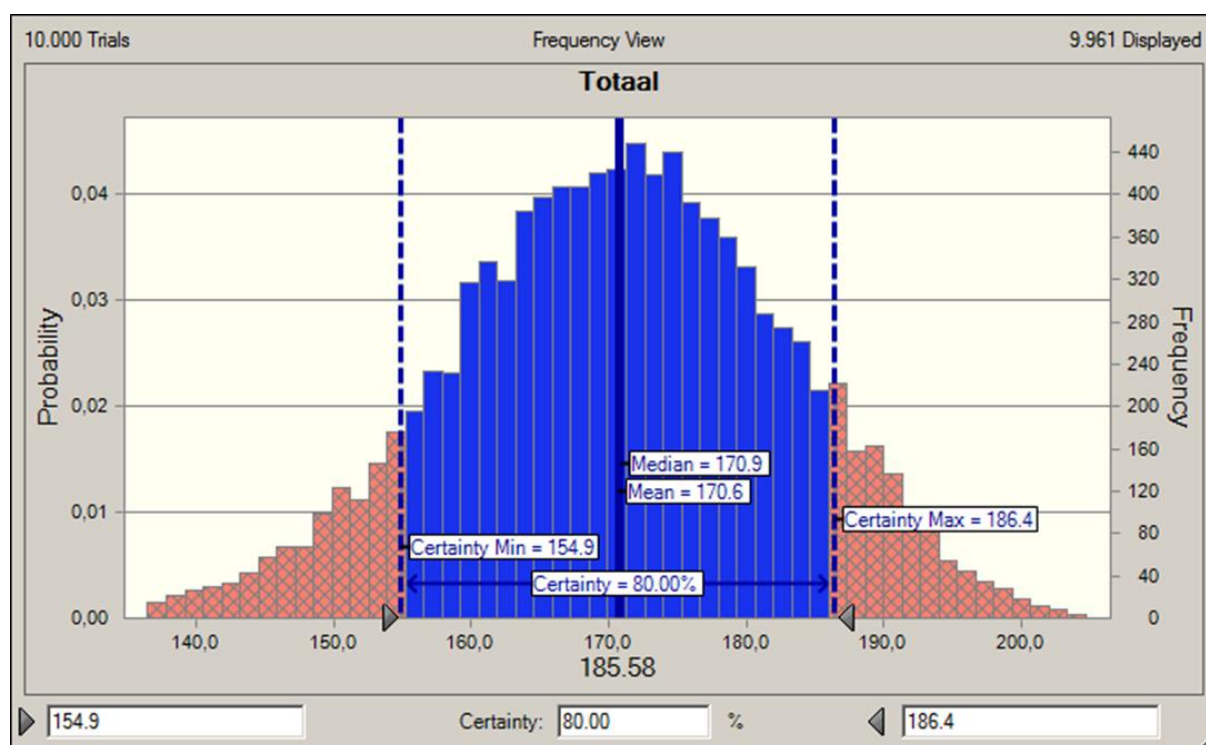 10.000 Trials Frequency View 9.961 Displayed
Totaal
Probability
0,04
0,03
0,02
0,01
0,00
440
400
360
320
280
240
200
160
120
80
40
0
Frequency
Median = 170.9
Mean = 170.6
Certainty Max = 186.4
Certainty Min = 154.9
Certainty = 80.00%
140,0 150,0 160,0 170,0 180,0 190,0 200,0
185.58
154.9 Certainty: 80.00 % 186.4